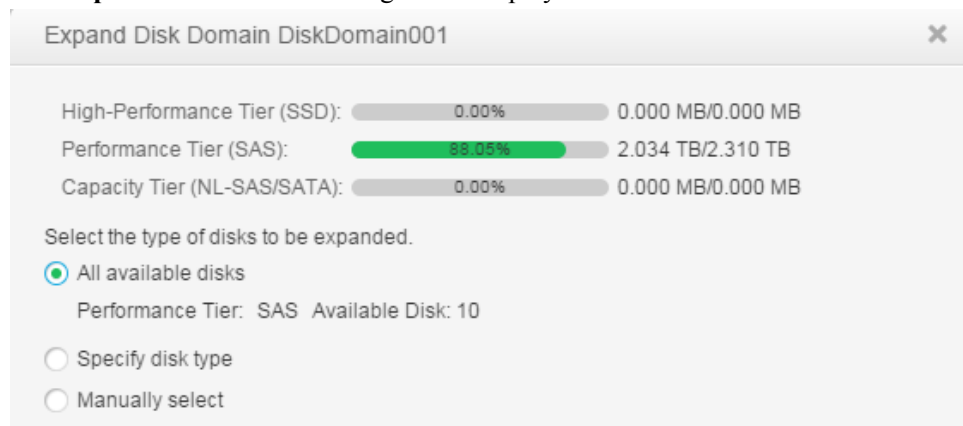 Expand Disk Domain DiskDomain001
High-Performance Tier (SSD): 0.00% 0.000 MB/0.000 MB
Performance Tier (SAS): 88.05% 2.034 TB/2.310 TB
Capacity Tier (NL-SAS/SATA): 0.00% 0.000 MB/0.000 MB
Select the type of disks to be expanded.
All available disks
Performance Tier: SAS Available Disk: 10
Specify disk type
Manually select